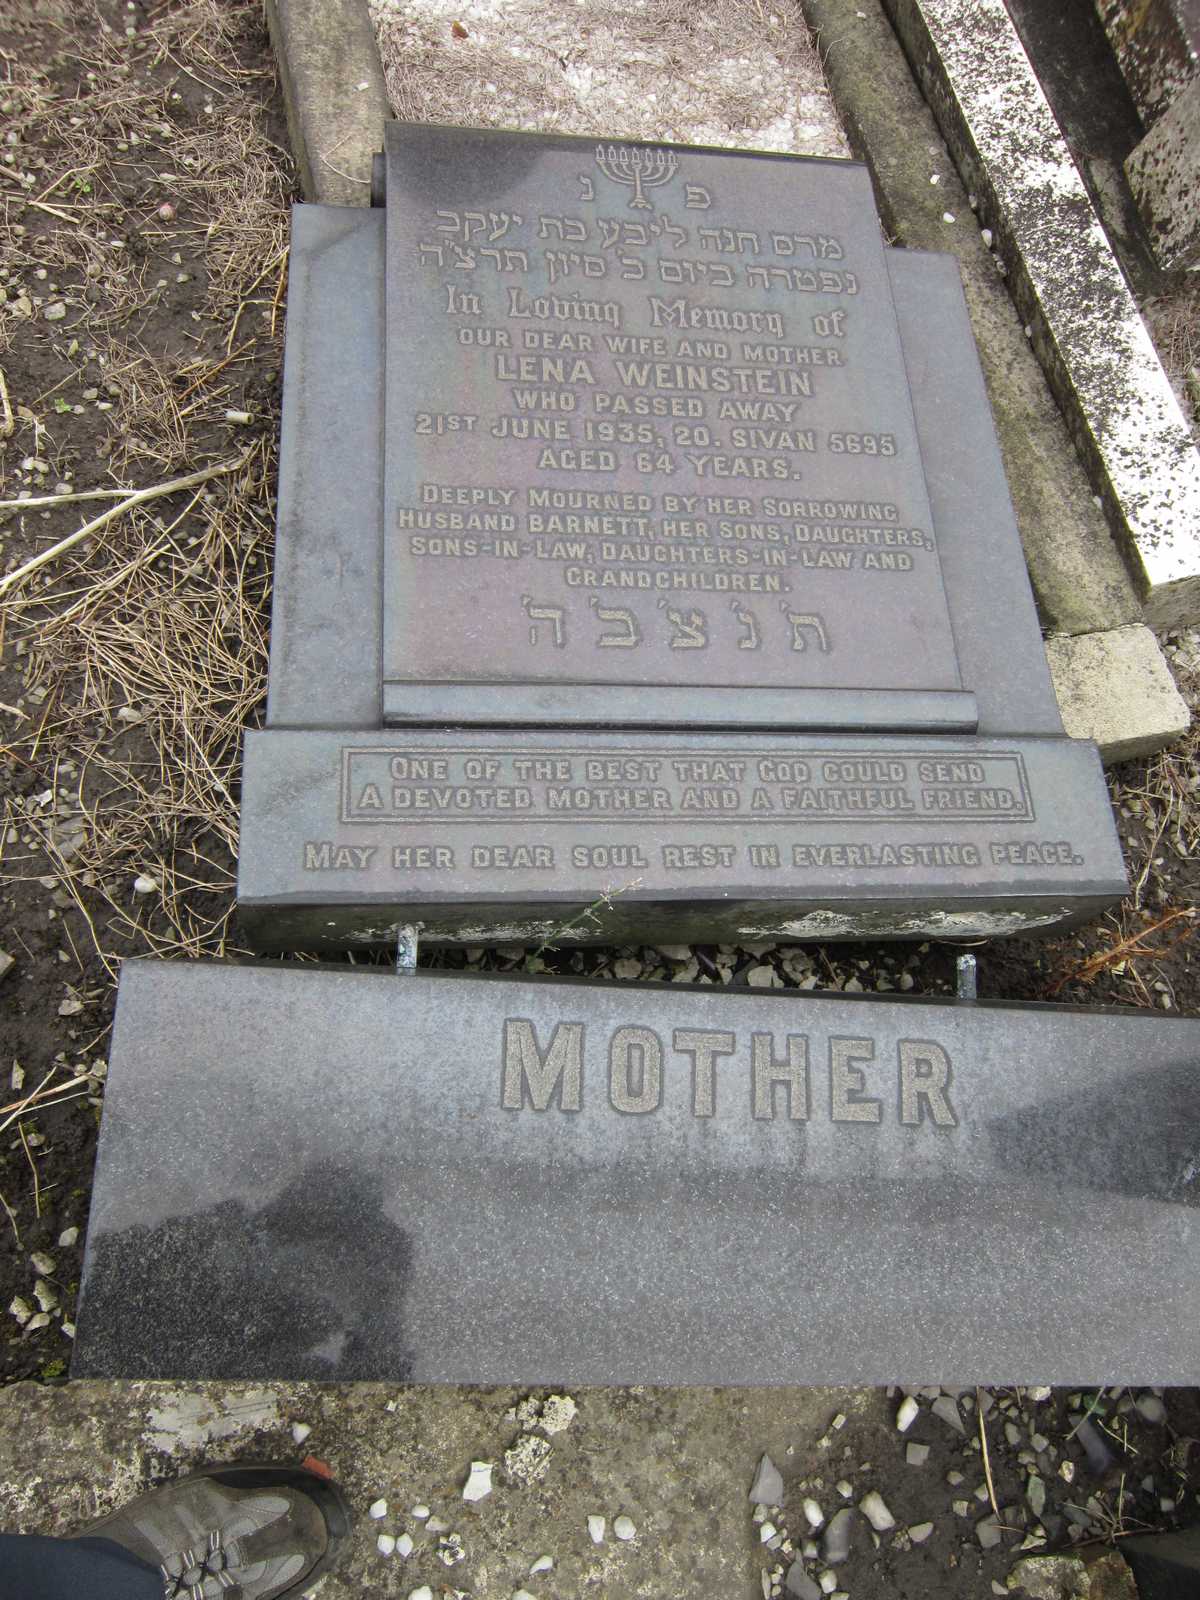 פ נ
מרם חנה ליבע בת יעקב
נפטרה ביום כ' סיון תרצ"ה
In Loving Memory of
OUR DEAR WIFE AND MOTHER
LENA WEINSTEIN
WHO PASSED AWAY
21ST JUNE 1935, 20. SIVAN 5695
AGED 64 YEARS.
DEEPLY MOURNED BY HER SORROWING
HUSBAND BARNETT, HER SONS, DAUGHTERS,
SONS-IN-LAW, DAUGHTERS-IN-LAW AND
GRANDCHILDREN.
ת' נ' צ' ב' ה'
ONE OF THE BEST THAT GOD COULD SEND
A DEVOTED MOTHER AND A FAITHFUL FRIEND.
MAY HER DEAR SOUL REST IN EVERLASTING PEACE.
MOTHER